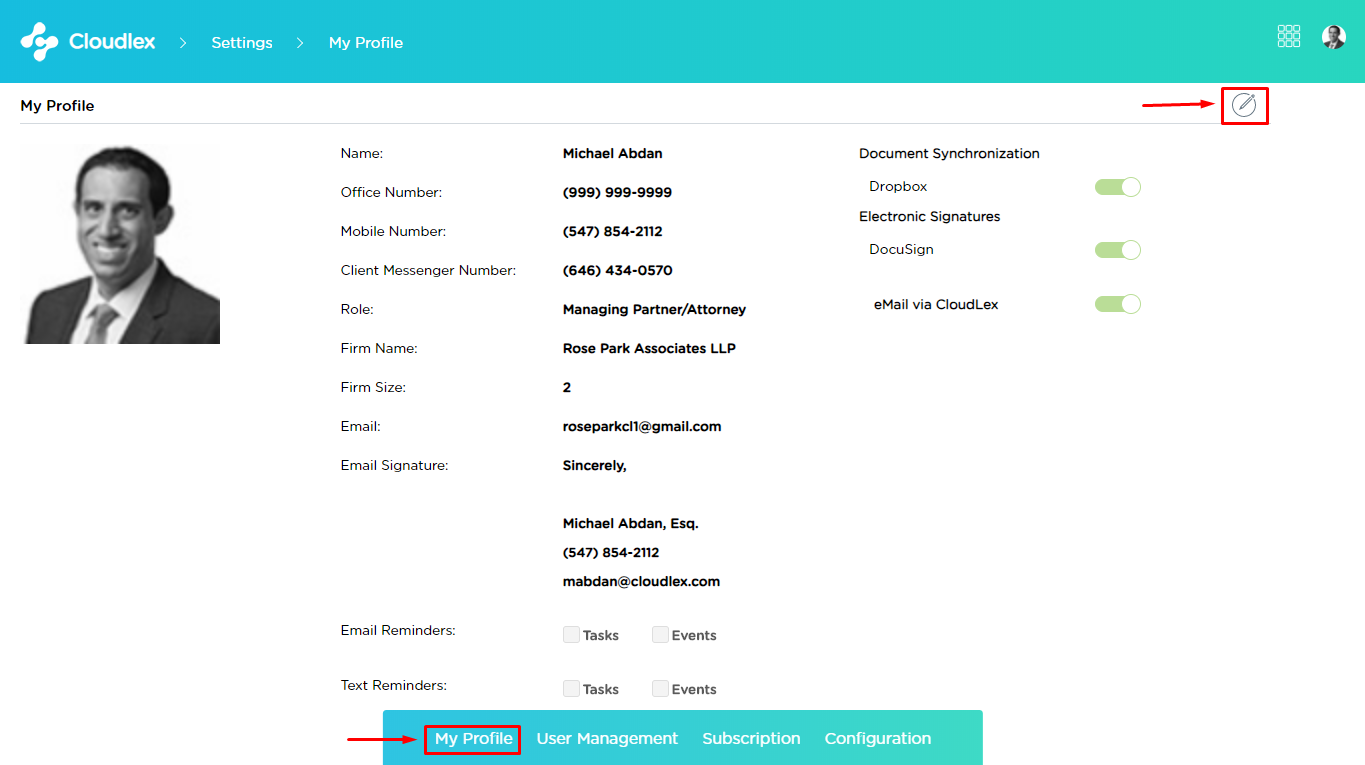 Cloudlex > Settings > My Profile
My Profile
Name: Michael Abdan
Office Number: (999) 999-9999
Mobile Number: (547) 854-2112
Client Messenger Number: (646) 434-0570
Role: Managing Partner/Attorney
Firm Name: Rose Park Associates LLP
Firm Size: 2
Email: roseparkcl1@gmail.com
Email Signature: Sincerely,
Michael Abdan, Esq.
(547) 854-2112
mabdan@cloudlex.com
Email Reminders: Tasks Events
Text Reminders: Tasks Events
Document Synchronization
Dropbox
Electronic Signatures
DocuSign
eMail via CloudLex
My Profile User Management Subscription Configuration